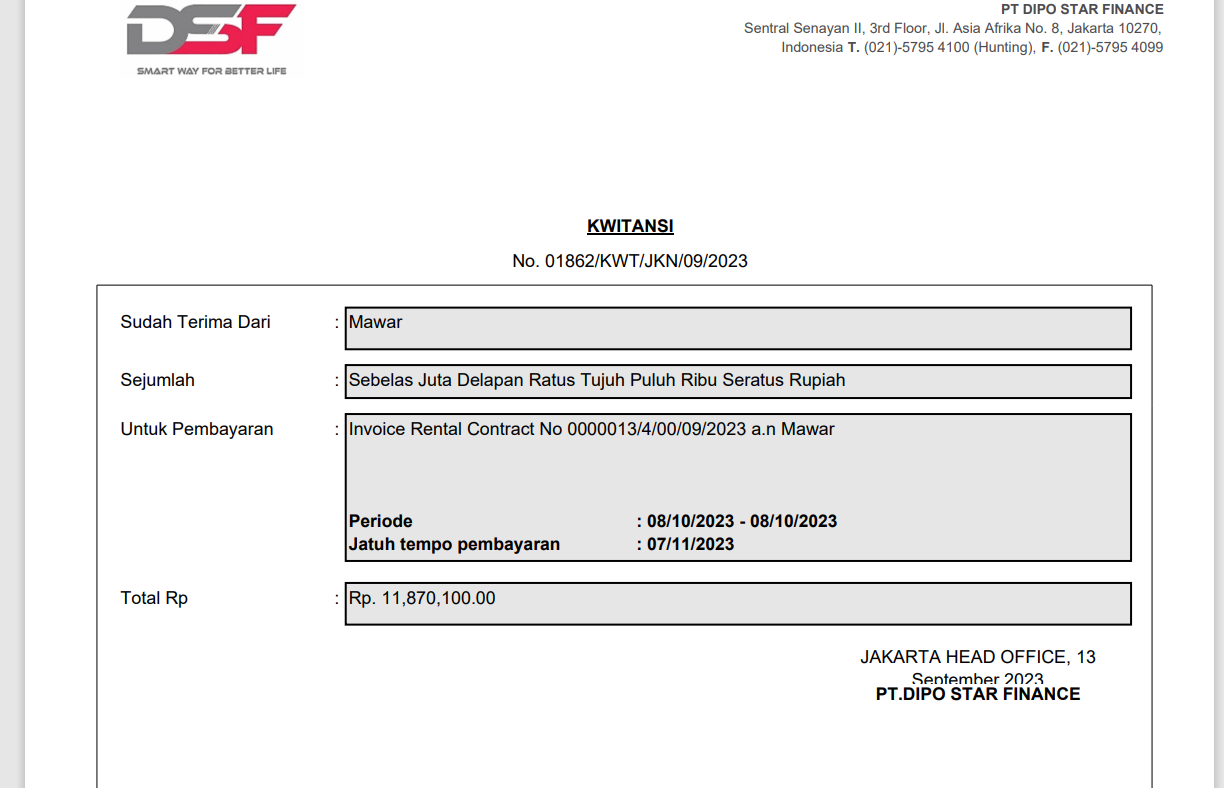 DSF
SMART WAY FOR BETTER LIFE
PT DIPO STAR FINANCE
Sentral Senayan II, 3rd Floor, Jl. Asia Afrika No. 8, Jakarta 10270,
Indonesia T. (021)-5795 4100 (Hunting), F. (021)-5795 4099
KWITANSI
No. 01862/KWT/JKN/09/2023
Sudah Terima Dari : Mawar
Sejumlah : Sebelas Juta Delapan Ratus Tujuh Puluh Ribu Seratus Rupiah
Untuk Pembayaran : Invoice Rental Contract No 0000013/4/00/09/2023 a.n Mawar
Periode : 08/10/2023 - 08/10/2023
Jatuh tempo pembayaran : 07/11/2023
Total Rp : Rp. 11,870,100.00
JAKARTA HEAD OFFICE, 13
September 2023
PT.DIPO STAR FINANCE